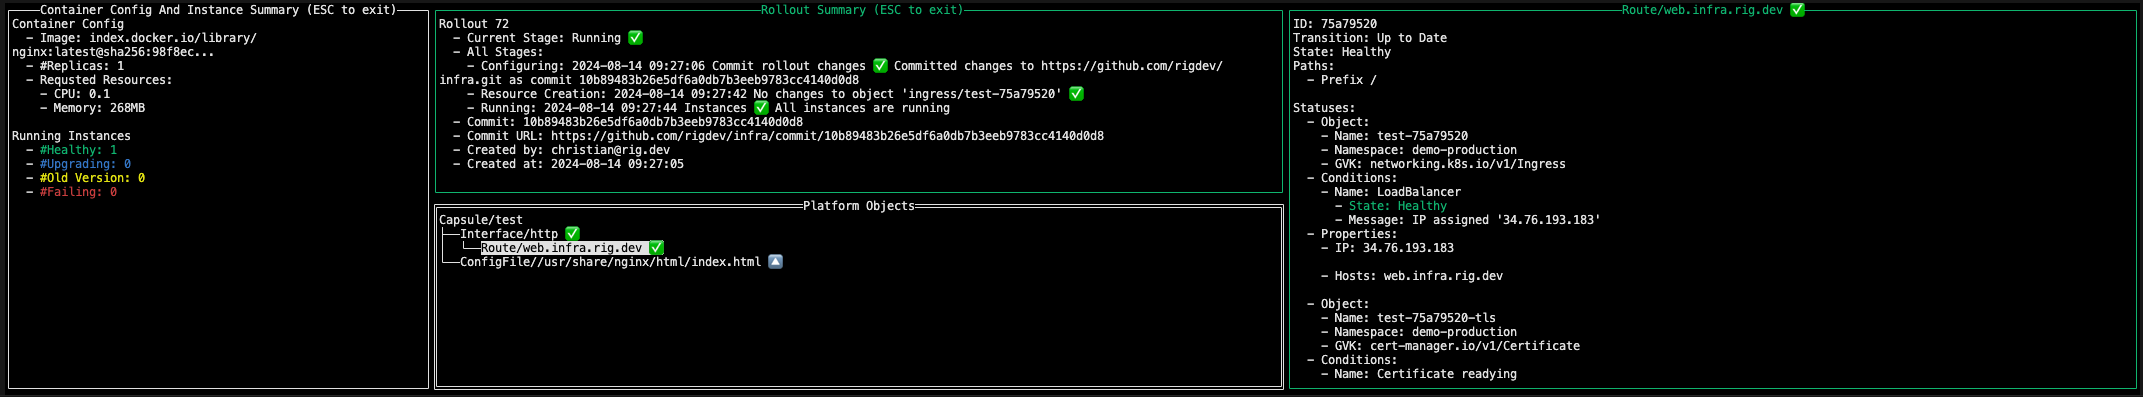 Container Config And Instance Summary (ESC to exit)
Container Config
- Image: index.docker.io/library/
nginx:latest@sha256:98f8ec...
- #Replicas: 1
- Requsted Resources:
- CPU: 0.1
- Memory: 268MB
Running Instances
- #Healthy: 1
- #Upgrading: 0
- #Old Version: 0
- #Failing: 0
Rollout Summary (ESC to exit)
Rollout 72
- Current Stage: Running ✅
- All Stages:
- Configuring: 2024-08-14 09:27:06 Commit rollout changes ✅ Committed changes to https://github.com/rigdev/
infra.git as commit 10b89483b26e5df6a0db7b3eeb9783cc4140d0d8
- Resource Creation: 2024-08-14 09:27:42 No changes to object 'ingress/test-75a79520' ✅
- Running: 2024-08-14 09:27:44 Instances ✅ All instances are running
- Commit: 10b89483b26e5df6a0db7b3eeb9783cc4140d0d8
- Commit URL: https://github.com/rigdev/infra/commit/10b89483b26e5df6a0db7b3eeb9783cc4140d0d8
- Created by: christian@rig.dev
- Created at: 2024-08-14 09:27:05
Platform Objects
Capsule/test
Interface/http ✅
Route/web.infra.rig.dev ✅
ConfigFile//usr/share/nginx/html/index.html 🔼
Route/web.infra.rig.dev ✅
ID: 75a79520
Transition: Up to Date
State: Healthy
Paths:
- Prefix /
Statuses:
- Object:
- Name: test-75a79520
- Namespace: demo-production
- GVK: networking.k8s.io/v1/Ingress
- Conditions:
- Name: LoadBalancer
- State: Healthy
- Message: IP assigned '34.76.193.183'
- Properties:
- IP: 34.76.193.183
- Hosts: web.infra.rig.dev
- Object:
- Name: test-75a79520-tls
- Namespace: demo-production
- GVK: cert-manager.io/v1/Certificate
- Conditions:
- Name: Certificate readying